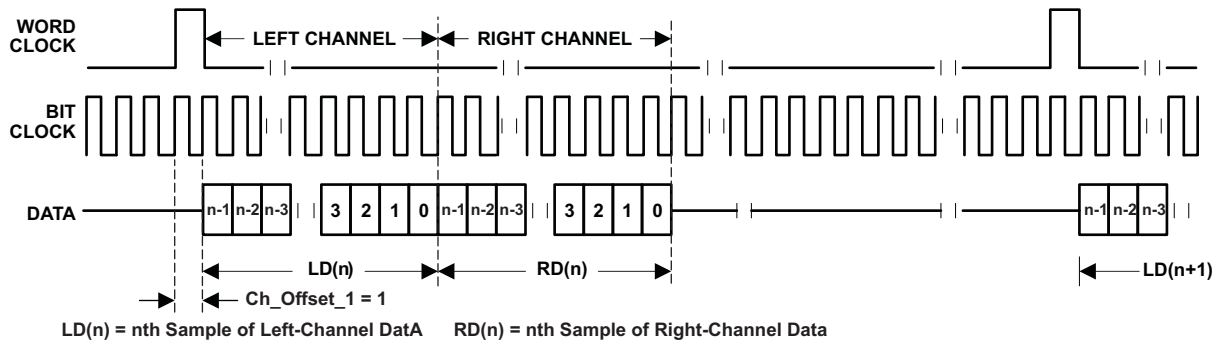 WORD CLOCK
LEFT CHANNEL RIGHT CHANNEL
BIT CLOCK
DATA n-1 n-2 n-3 3 2 1 0 n-1 n-2 n-3 3 2 1 0 n-1 n-2 n-3
LD(n) RD(n) LD(n+1)
Ch_Offset_1 = 1
LD(n) = nth Sample of Left-Channel DatA RD(n) = nth Sample of Right-Channel Data